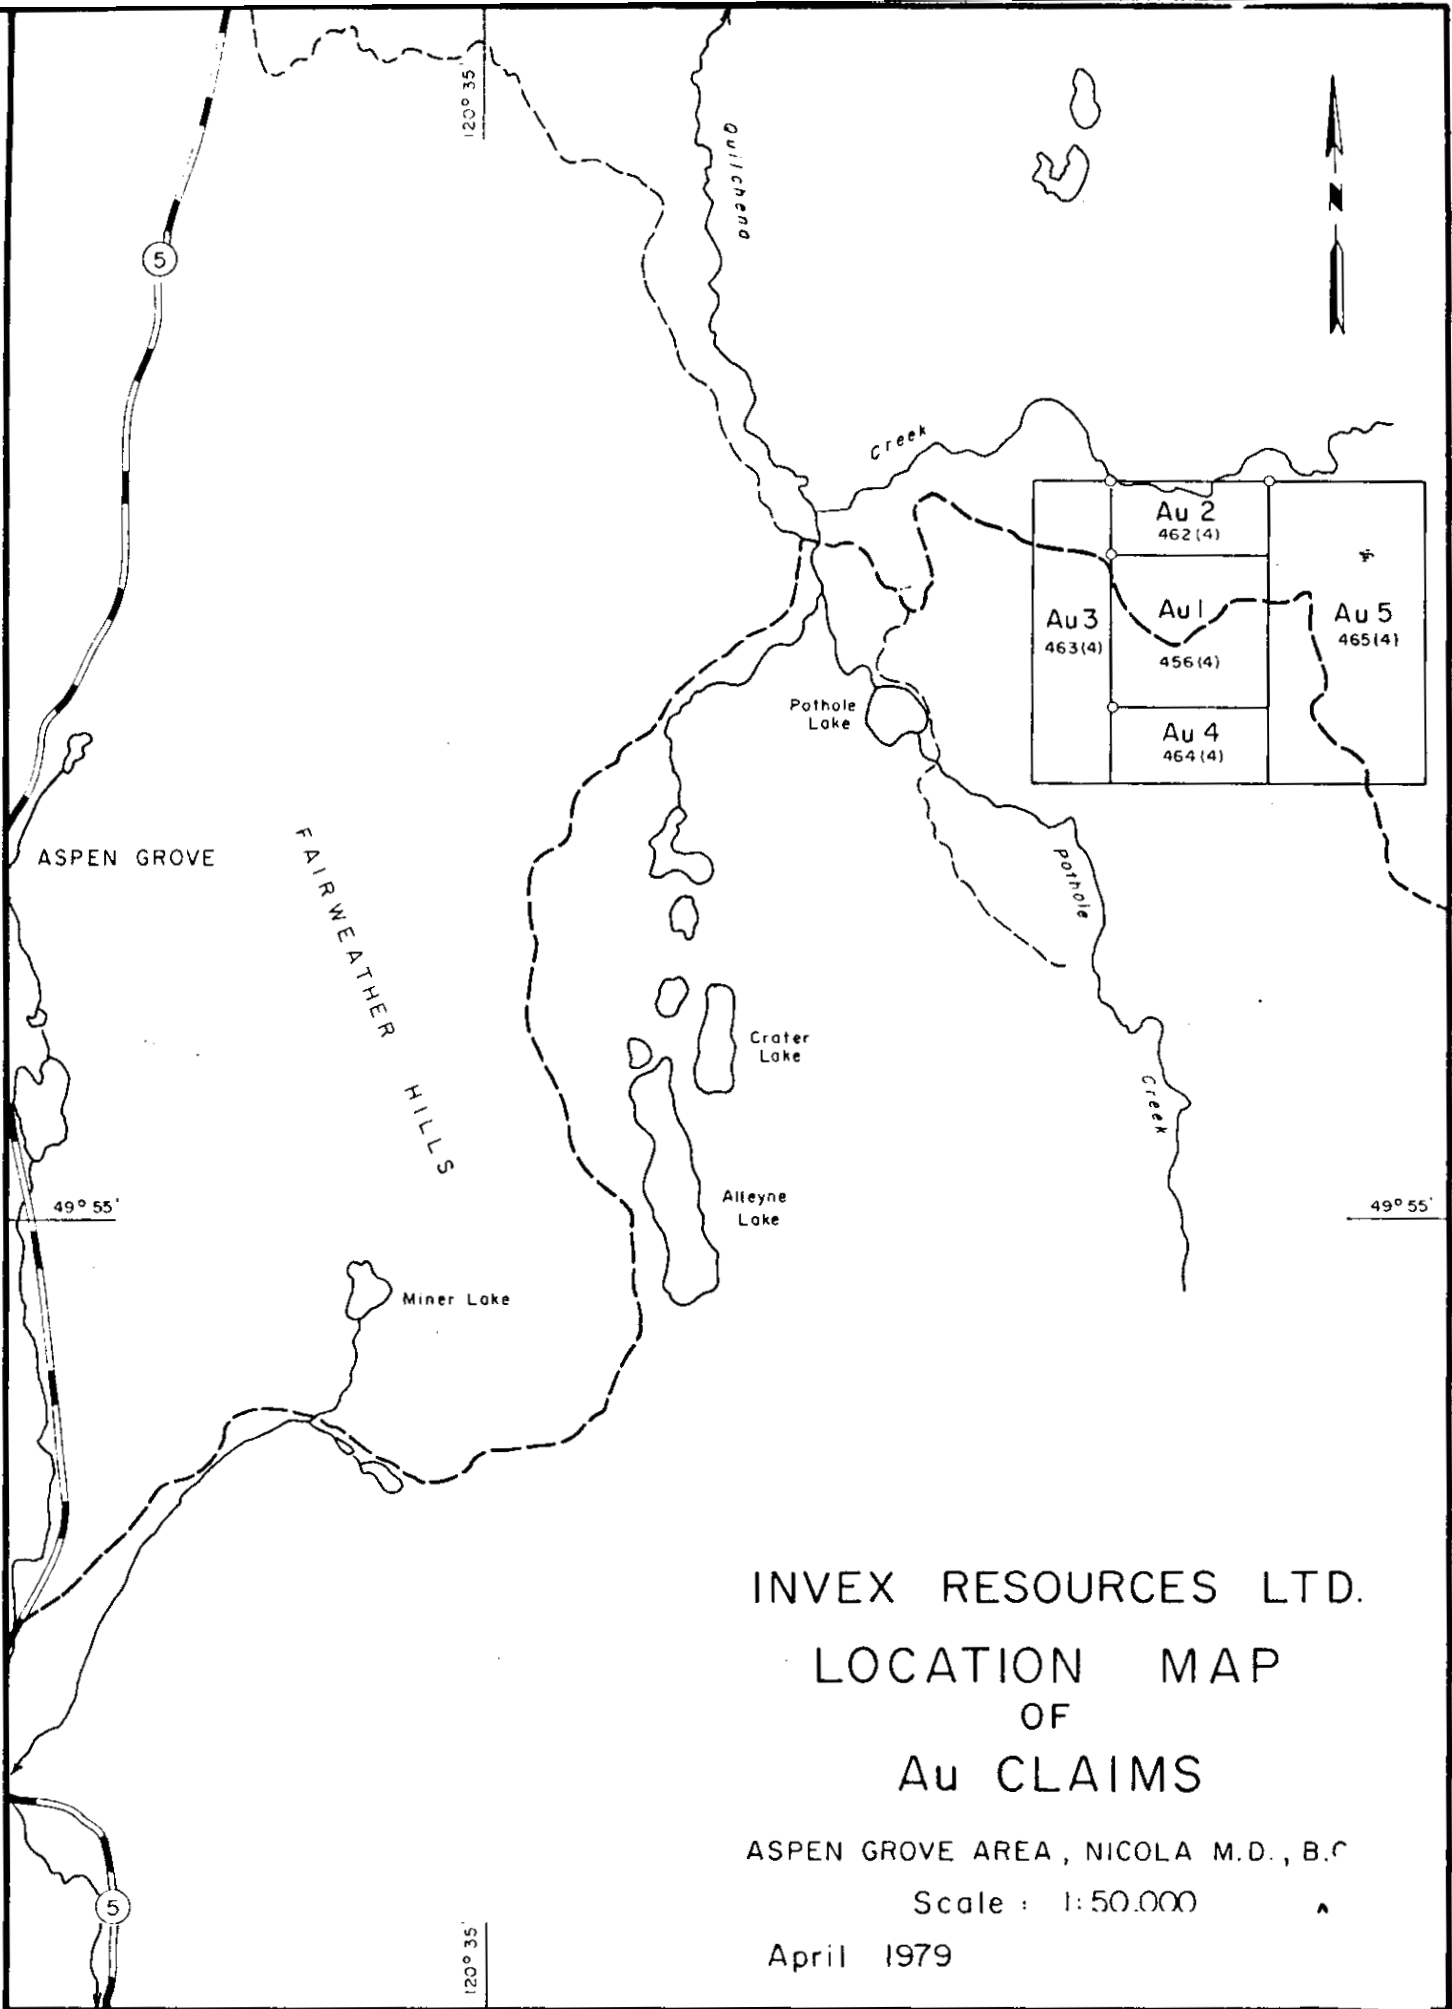 120° 35'
Quilchena
N
5
Creek
Au 2
462(4)
Au 3
463(4)
Au 1
456(4)
Au 5
465(4)
Au 4
464(4)
Pothole
Lake
ASPEN GROVE
FAIRWEATHER HILLS
Pothole
Creek
Crater
Lake
Alleyne
Lake
49° 55'
49° 55'
Miner Lake
INVEX RESOURCES LTD.
LOCATION MAP
OF
Au CLAIMS
ASPEN GROVE AREA, NICOLA M.D., B.C
Scale : 1:50.000
April 1979
5
120° 35'